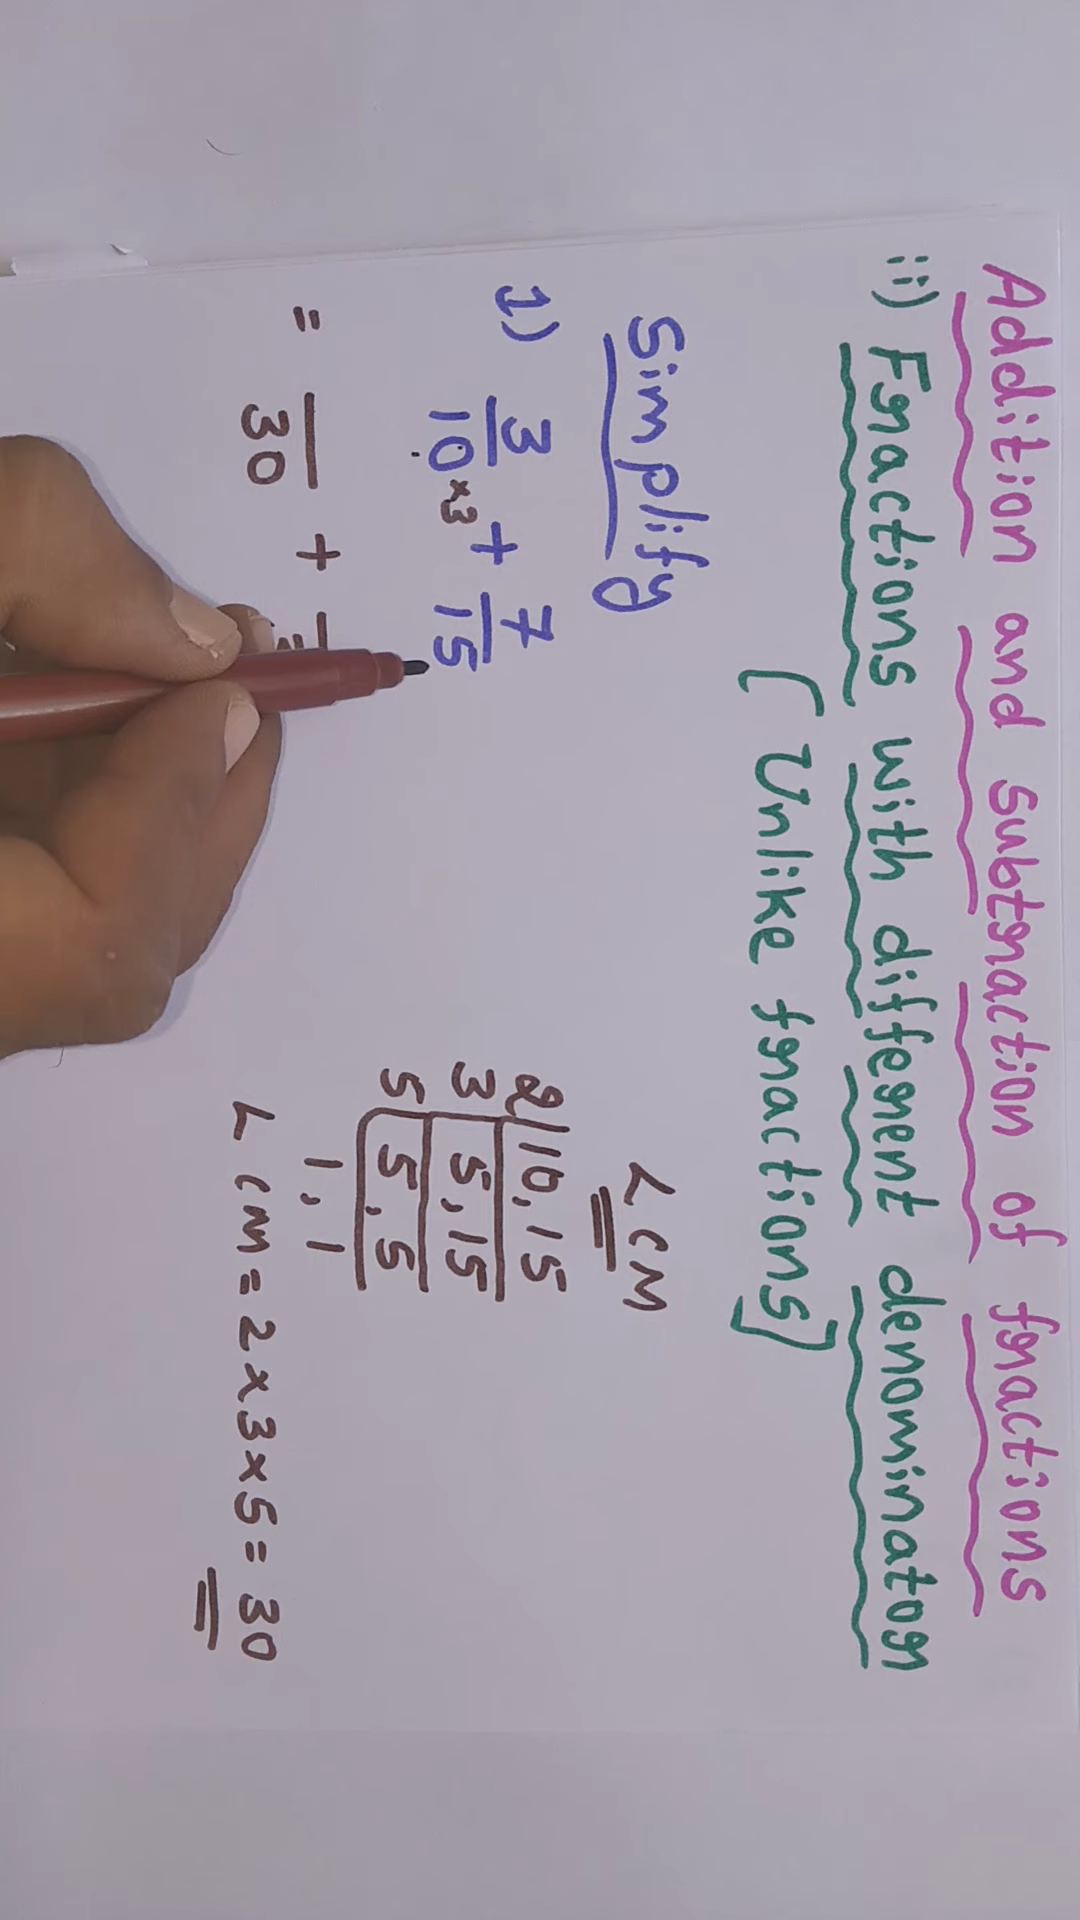 Addition and subtraction of fractions
ii) Fractions with different denominator
[Unlike fractions]
Simplify
1) 3/10 ×3 + 7/15
= /30 + /
LCM
2|10,15
3|5,15
5|5,5
1,1
LCM = 2×3×5 = 30